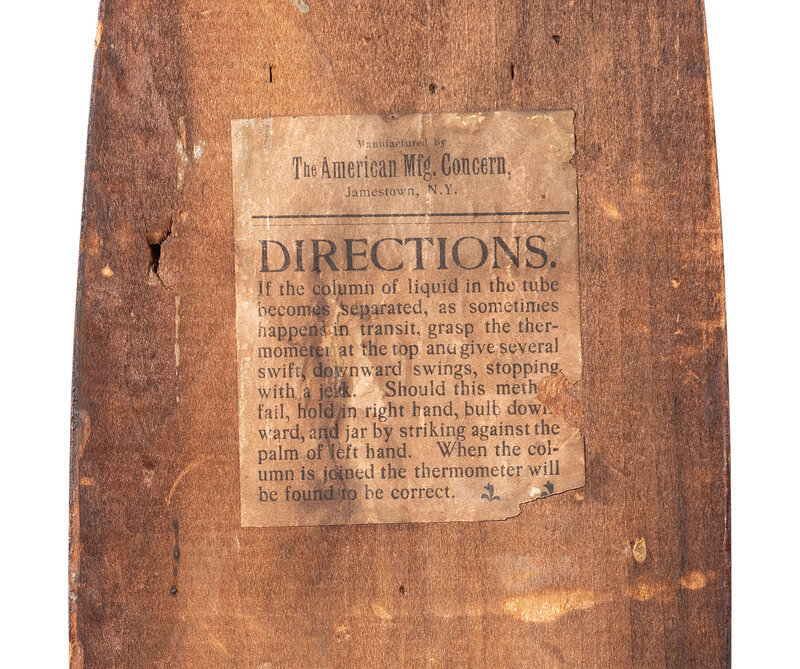 Manufactured By
The American Mfg. Concern,
Jamestown, N.Y.
DIRECTIONS.
If the column of liquid in the tube
becomes separated, as sometimes
happens in transit, grasp the ther-
mometer at the top and give several
swift, downward swings, stopping
with a jerk. Should this meth
fail, hold in right hand, bulb down-
ward, and jar by striking against the
palm of left hand. When the col-
umn is joined the thermometer will
be found to be correct.